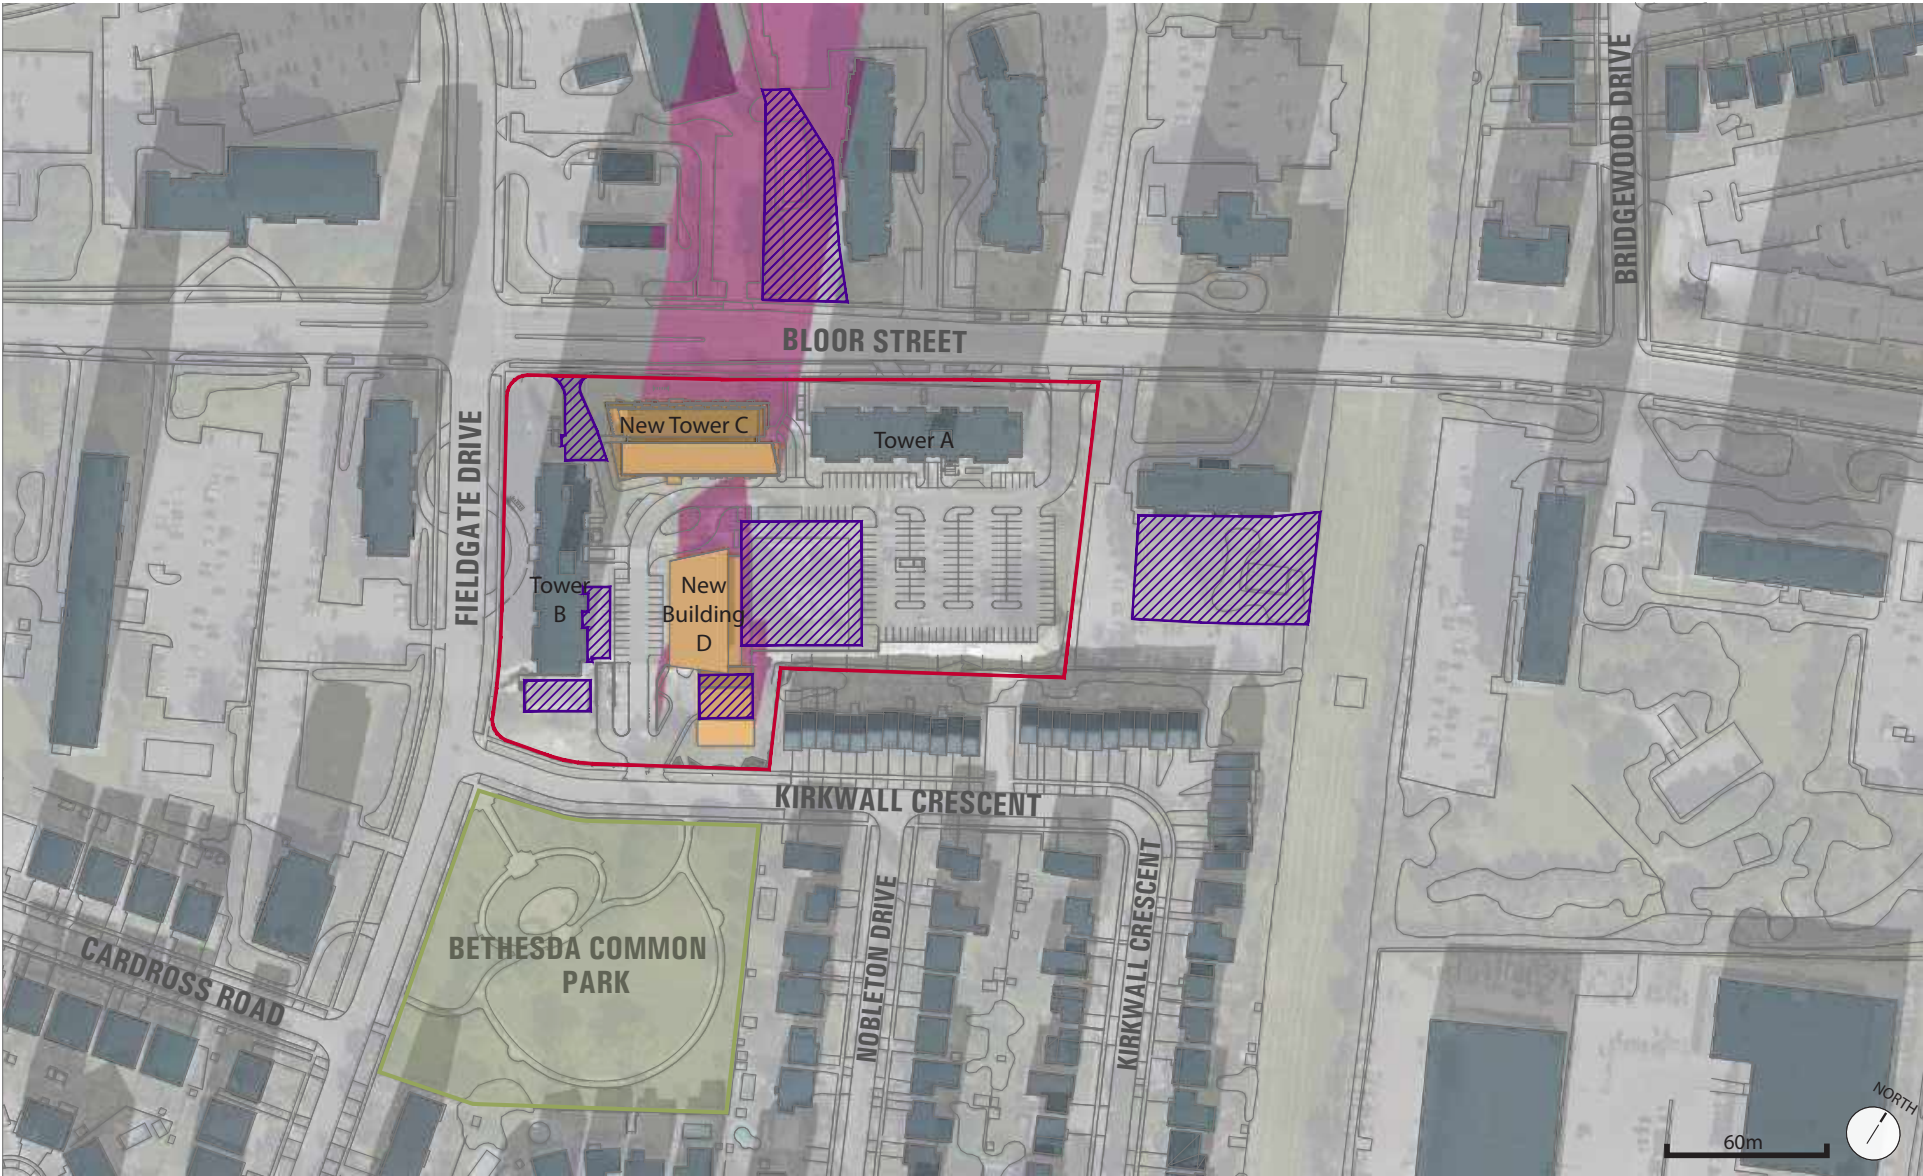 BRIDGEWOOD DRIVE
BLOOR STREET
FIELDGATE DRIVE
New Tower C
Tower A
Tower
B
New
Building
D
KIRKWALL CRESCENT
BETHESDA COMMON
PARK
CARDROSS ROAD
NOBLETON DRIVE
KIRKWALL CRESCENT
NORTH
60m